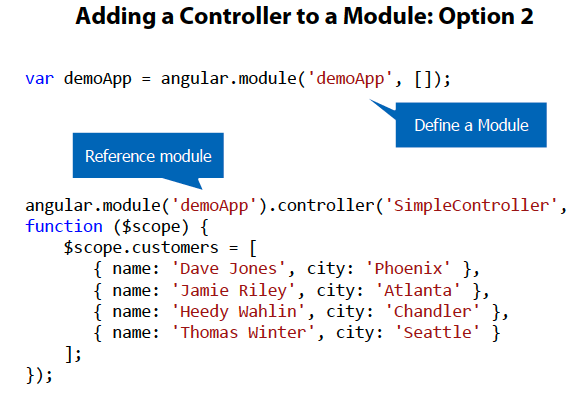 Adding a Controller to a Module: Option 2
var demoApp = angular.module('demoApp', []);
Define a Module
Reference module
angular.module('demoApp').controller('SimpleController',
function ($scope) {
    $scope.customers = [
       { name: 'Dave Jones', city: 'Phoenix' },
       { name: 'Jamie Riley', city: 'Atlanta' },
       { name: 'Heedy Wahlin', city: 'Chandler' },
       { name: 'Thomas Winter', city: 'Seattle' }
    ];
});